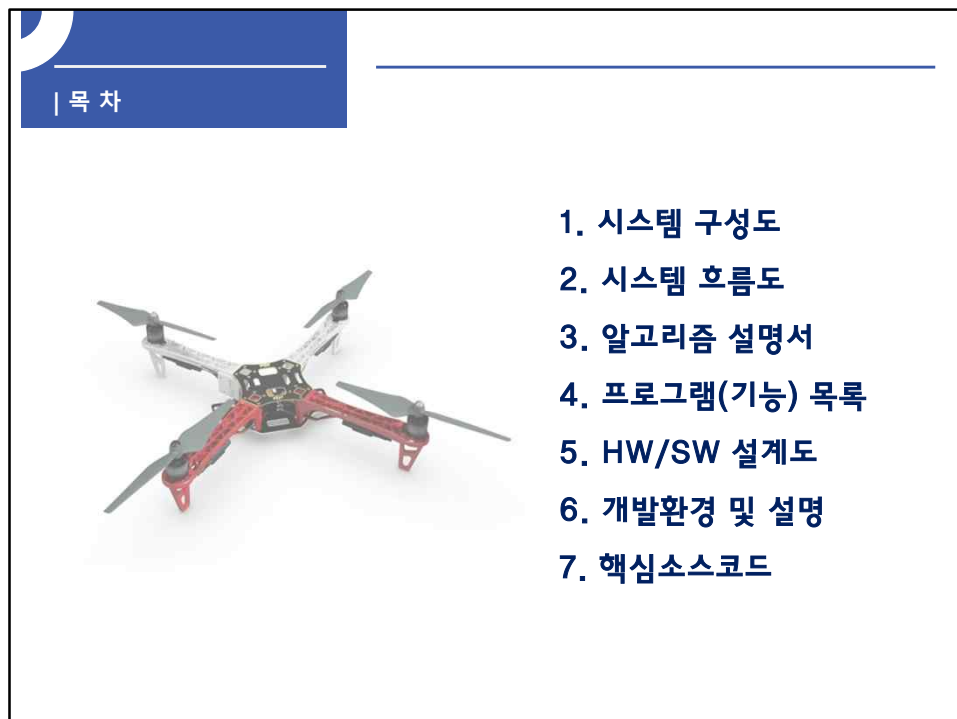 | 목 차
1. 시스템 구성도
2. 시스템 흐름도
3. 알고리즘 설명서
4. 프로그램(기능) 목록
5. HW/SW 설계도
6. 개발환경 및 설명
7. 핵심소스코드